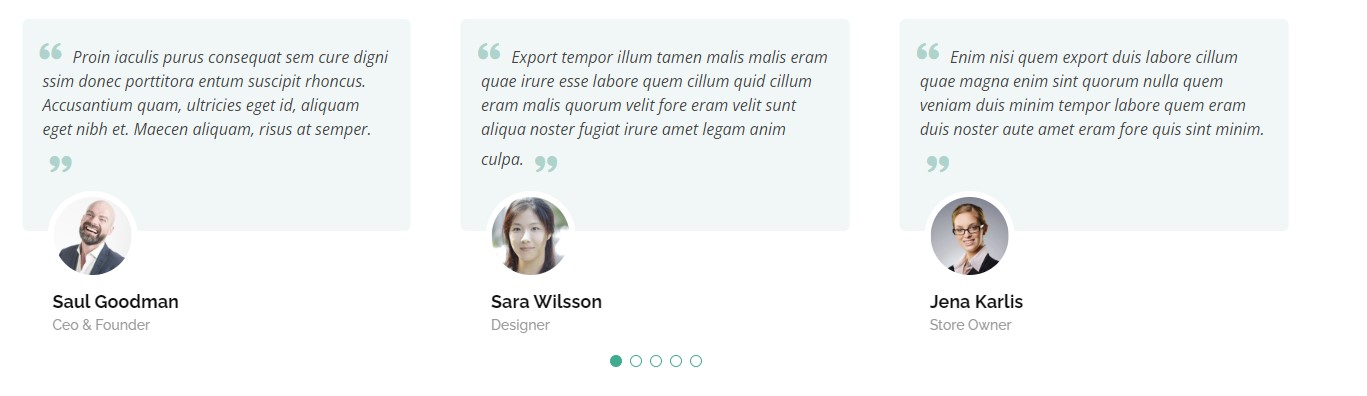 “ Proin iaculis purus consequat sem cure digni
ssim donec porttitora entum suscipit rhoncus.
Accusantium quam, ultricies eget id, aliquam
eget nibh et. Maecen aliquam, risus at semper.
”
Saul Goodman
Ceo & Founder
“ Export tempor illum tamen malis malis eram
quae irure esse labore quem cillum quid cillum
eram malis quorum velit fore eram velit sunt
aliqua noster fugiat irure amet legam anim
culpa. ”
Sara Wilsson
Designer
“ Enim nisi quem export duis labore cillum
quae magna enim sint quorum nulla quem
veniam duis minim tempor labore quem eram
duis noster aute amet eram fore quis sint minim.
”
Jena Karlis
Store Owner